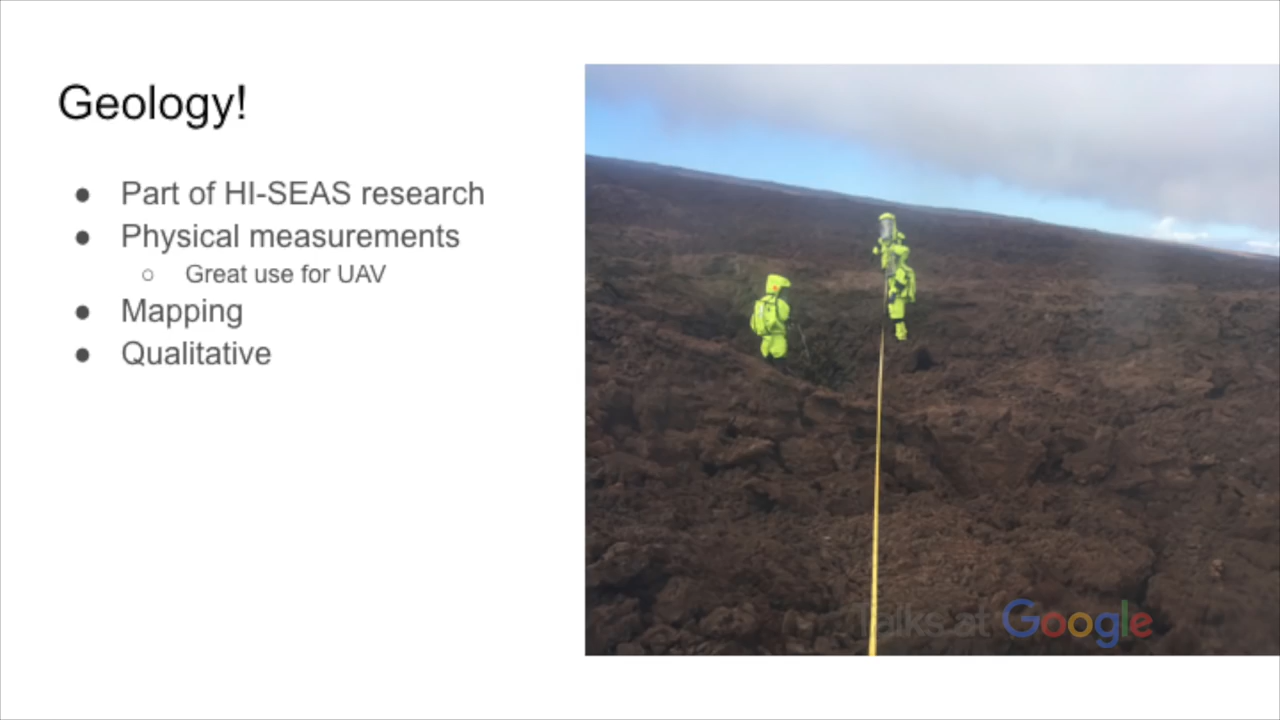 Geology!
● Part of HI-SEAS research
● Physical measurements
○ Great use for UAV
● Mapping
● Qualitative
Talks at Google